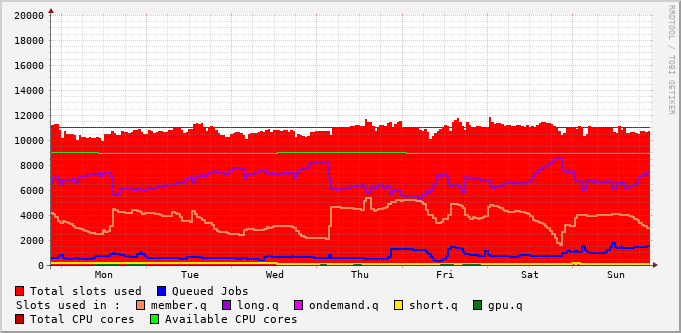 20000
18000
16000
14000
12000
10000
8000
6000
4000
2000
0
Mon Tue Wed Thu Fri Sat Sun
Total slots used Queued Jobs
Slots used in : member.q long.q ondemand.q short.q gpu.q
Total CPU cores Available CPU cores
RRDTOOL / TOBI OETIKER